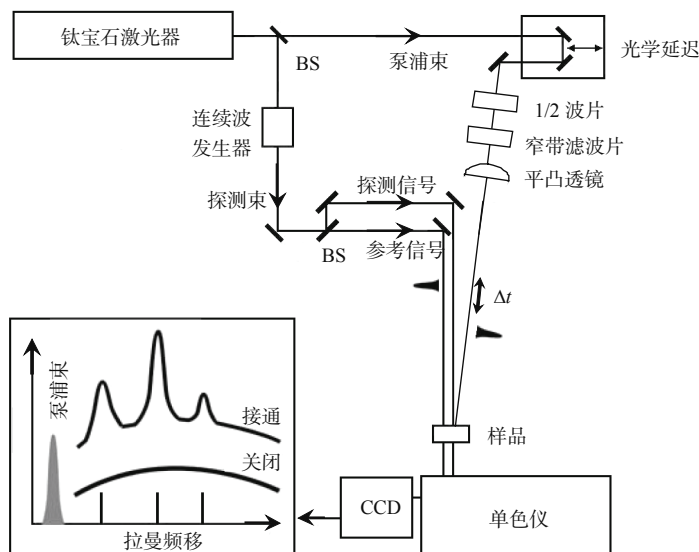 钛宝石激光器
BS
泵浦束
光学延迟
1/2 波片
窄带滤波片
平凸透镜
连续波
发生器
探测束
探测信号
BS
参考信号
Δt
泵浦束
接通
关闭
拉曼频移
样品
CCD
单色仪